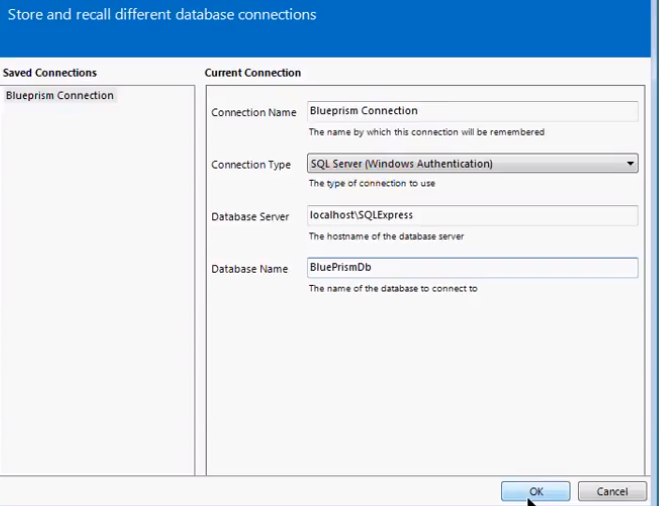 Store and recall different database connections
Saved Connections
Blueprism Connection
Current Connection
Connection Name
Blueprism Connection
The name by which this connection will be remembered
Connection Type
SQL Server (Windows Authentication)
The type of connection to use
Database Server
localhost\SQLExpress
The hostname of the database server
Database Name
BluePrismDb
The name of the database to connect to
OK
Cancel